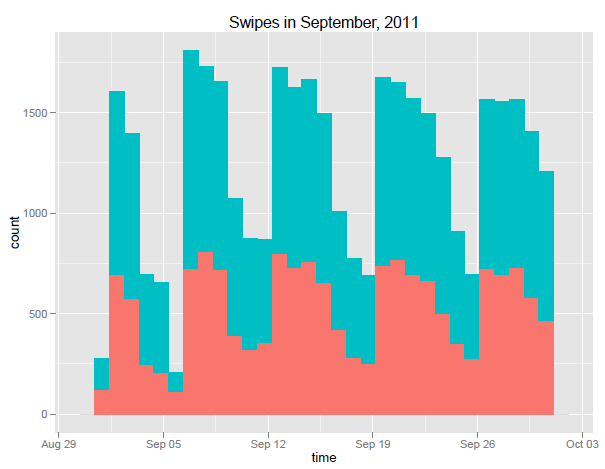 Swipes in September, 2011
count
1500
1000
500
0
Aug 29 Sep 05 Sep 12 Sep 19 Sep 26 Oct 03
time